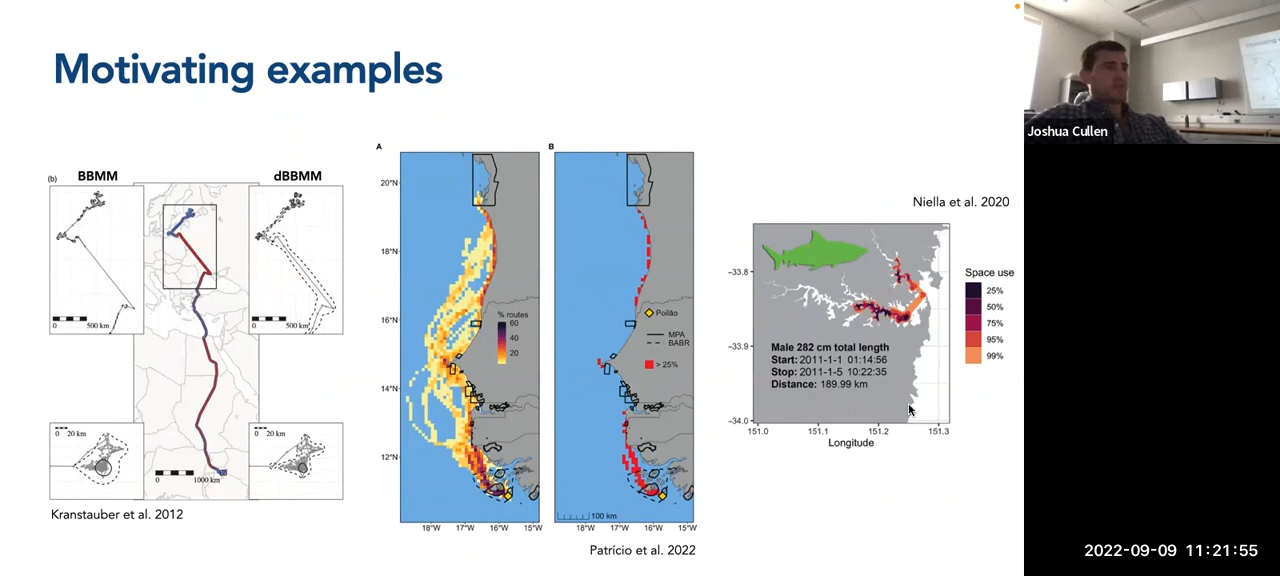 Motivating examples
(b)
BBMM
dBBMM
500 km
500 km
0 20 km
0 20 km
0 1000 km
Kranstauber et al. 2012
A
B
20°N
18°N
16°N
14°N
12°N
% routes
60
40
20
18°W 17°W 16°W 15°W
Poilão
MPA
BABR
> 25%
100 km
18°W 17°W 16°W 15°W
Patrício et al. 2022
Niella et al. 2020
−33.8
−33.9
−34.0
Male 282 cm total length
Start: 2011-1-1 01:14:56
Stop: 2011-1-5 10:22:35
Distance: 189.99 km
151.0 151.1 151.2 151.3
Longitude
Space use
25%
50%
75%
95%
99%
Joshua Cullen
2022-09-09 11:21:55